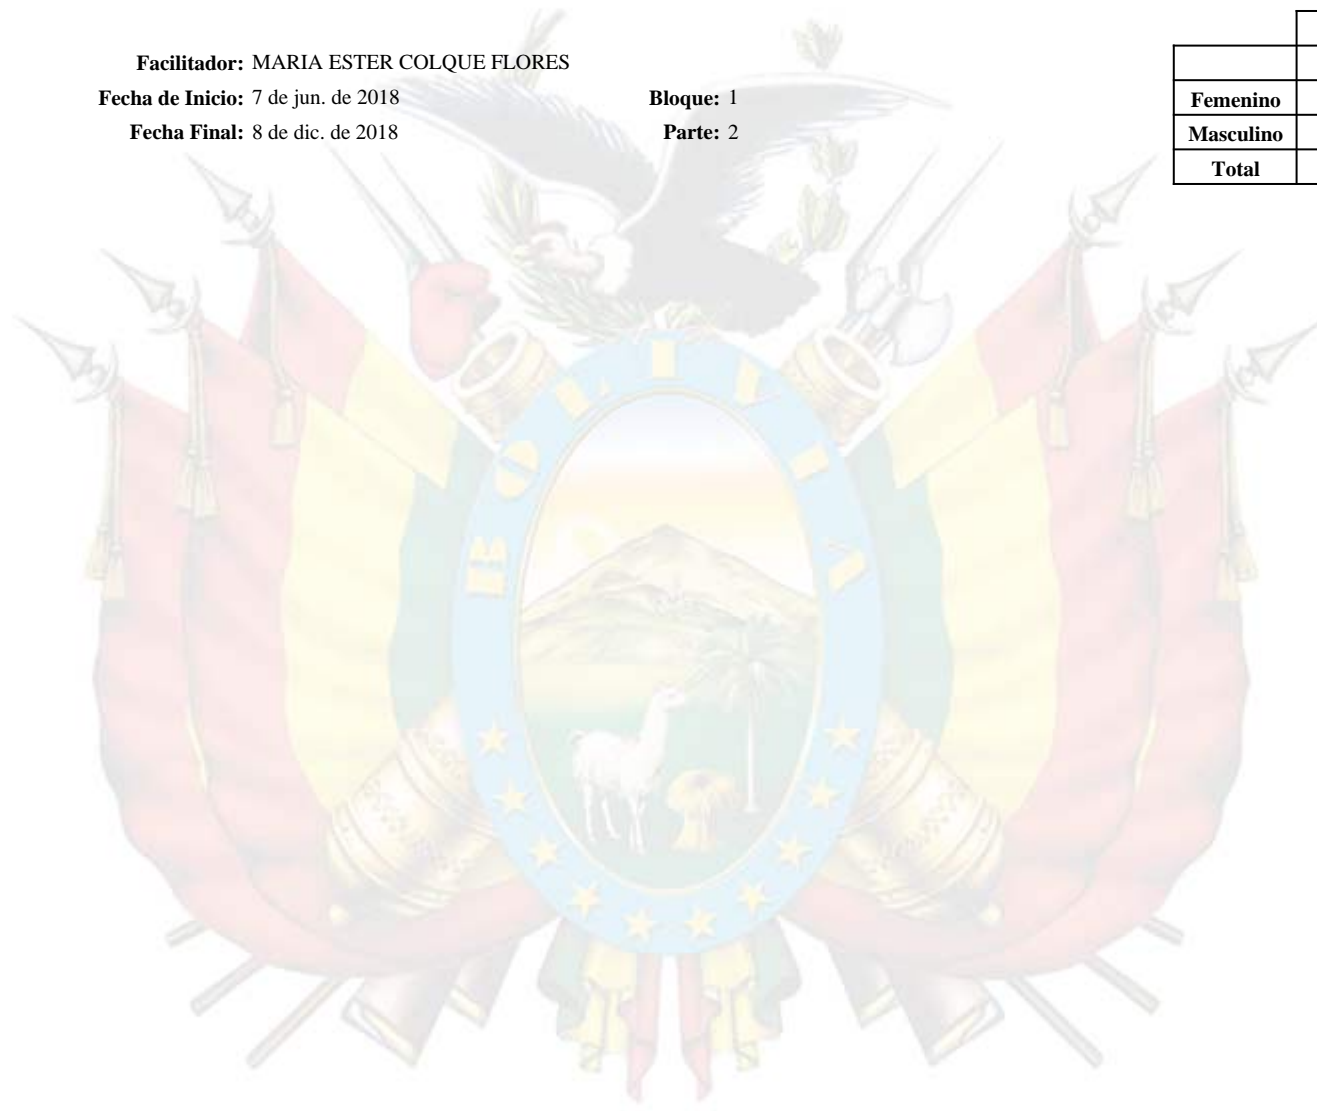 Facilitador: MARIA ESTER COLQUE FLORES
Fecha de Inicio: 7 de jun. de 2018 Bloque: 1
Fecha Final: 8 de dic. de 2018 Parte: 2
Femenino
Masculino
Total
BOLIVIA